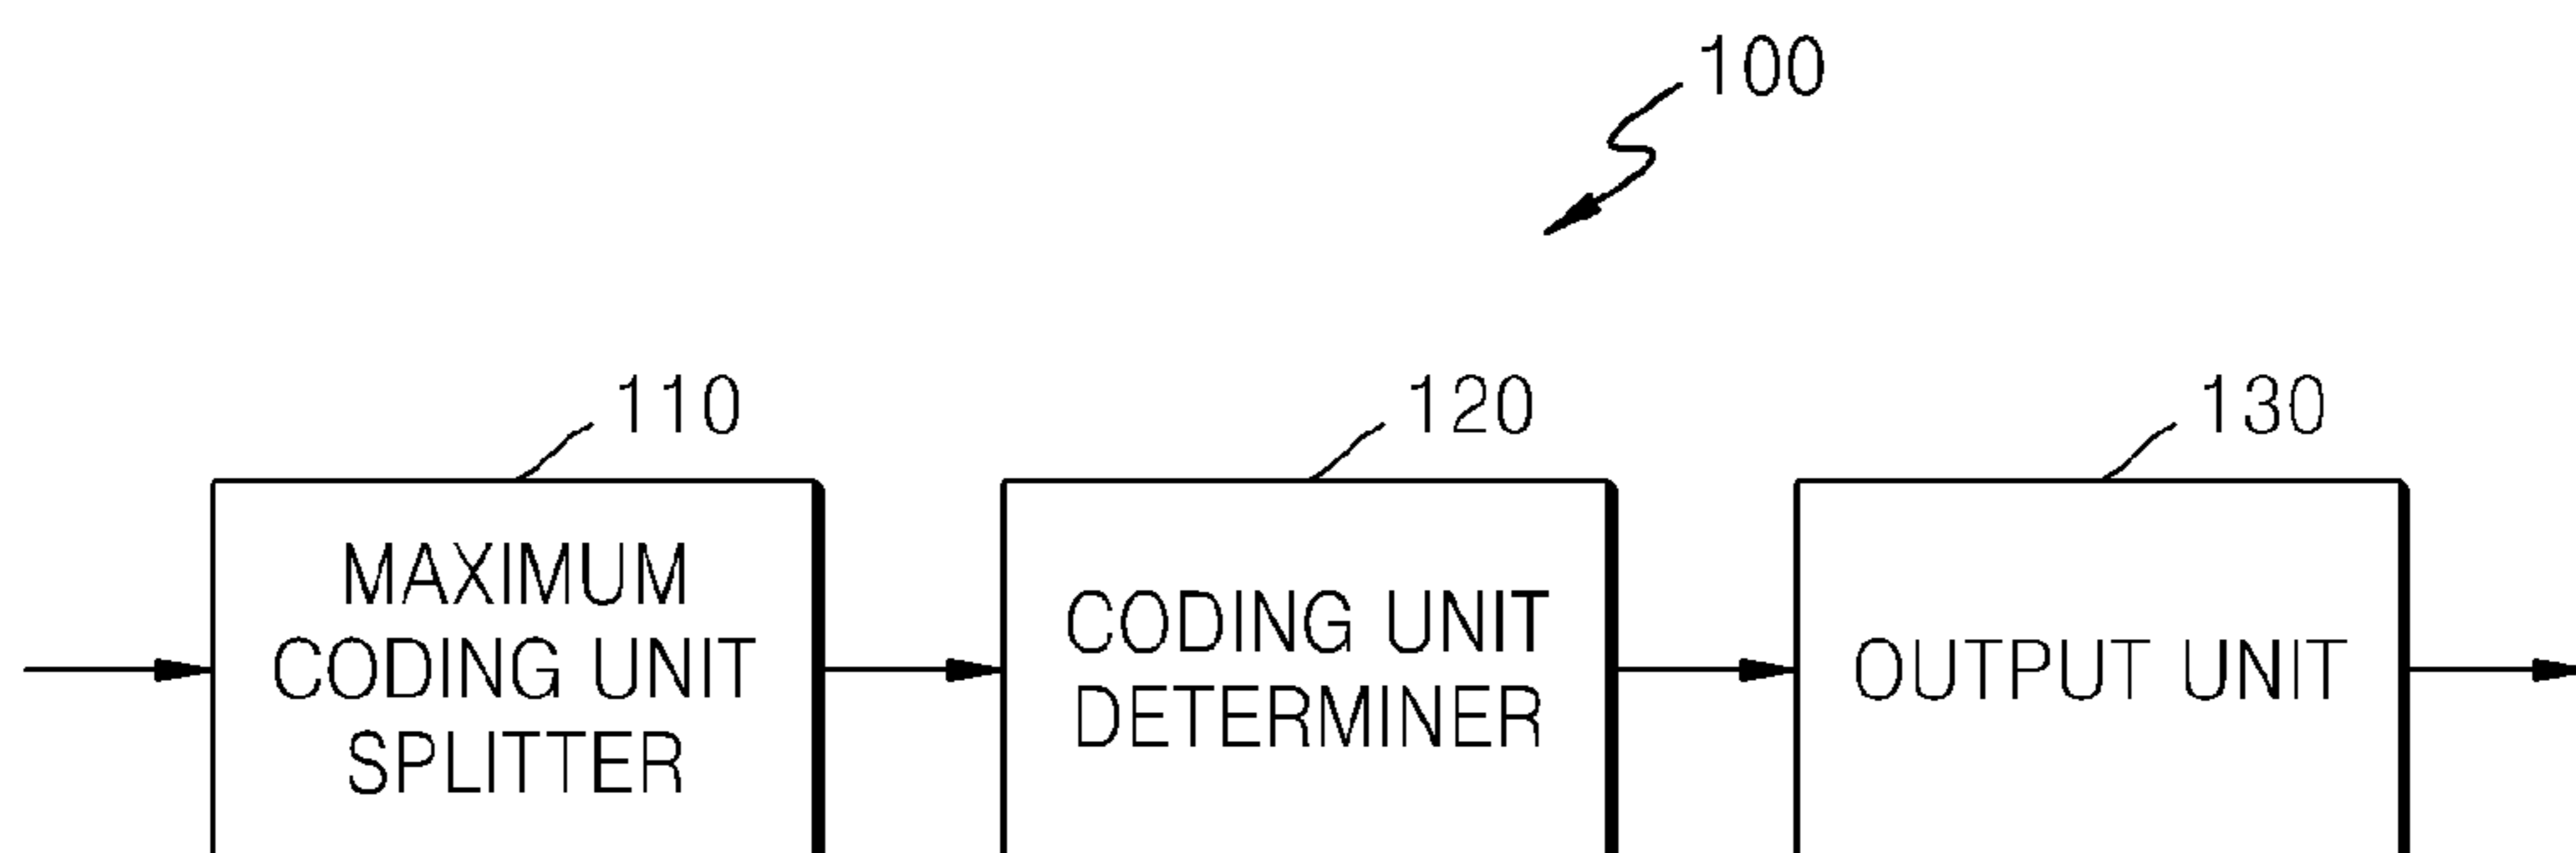 100
110
120
130
MAXIMUM
CODING UNIT
SPLITTER
CODING UNIT
DETERMINER
OUTPUT UNIT